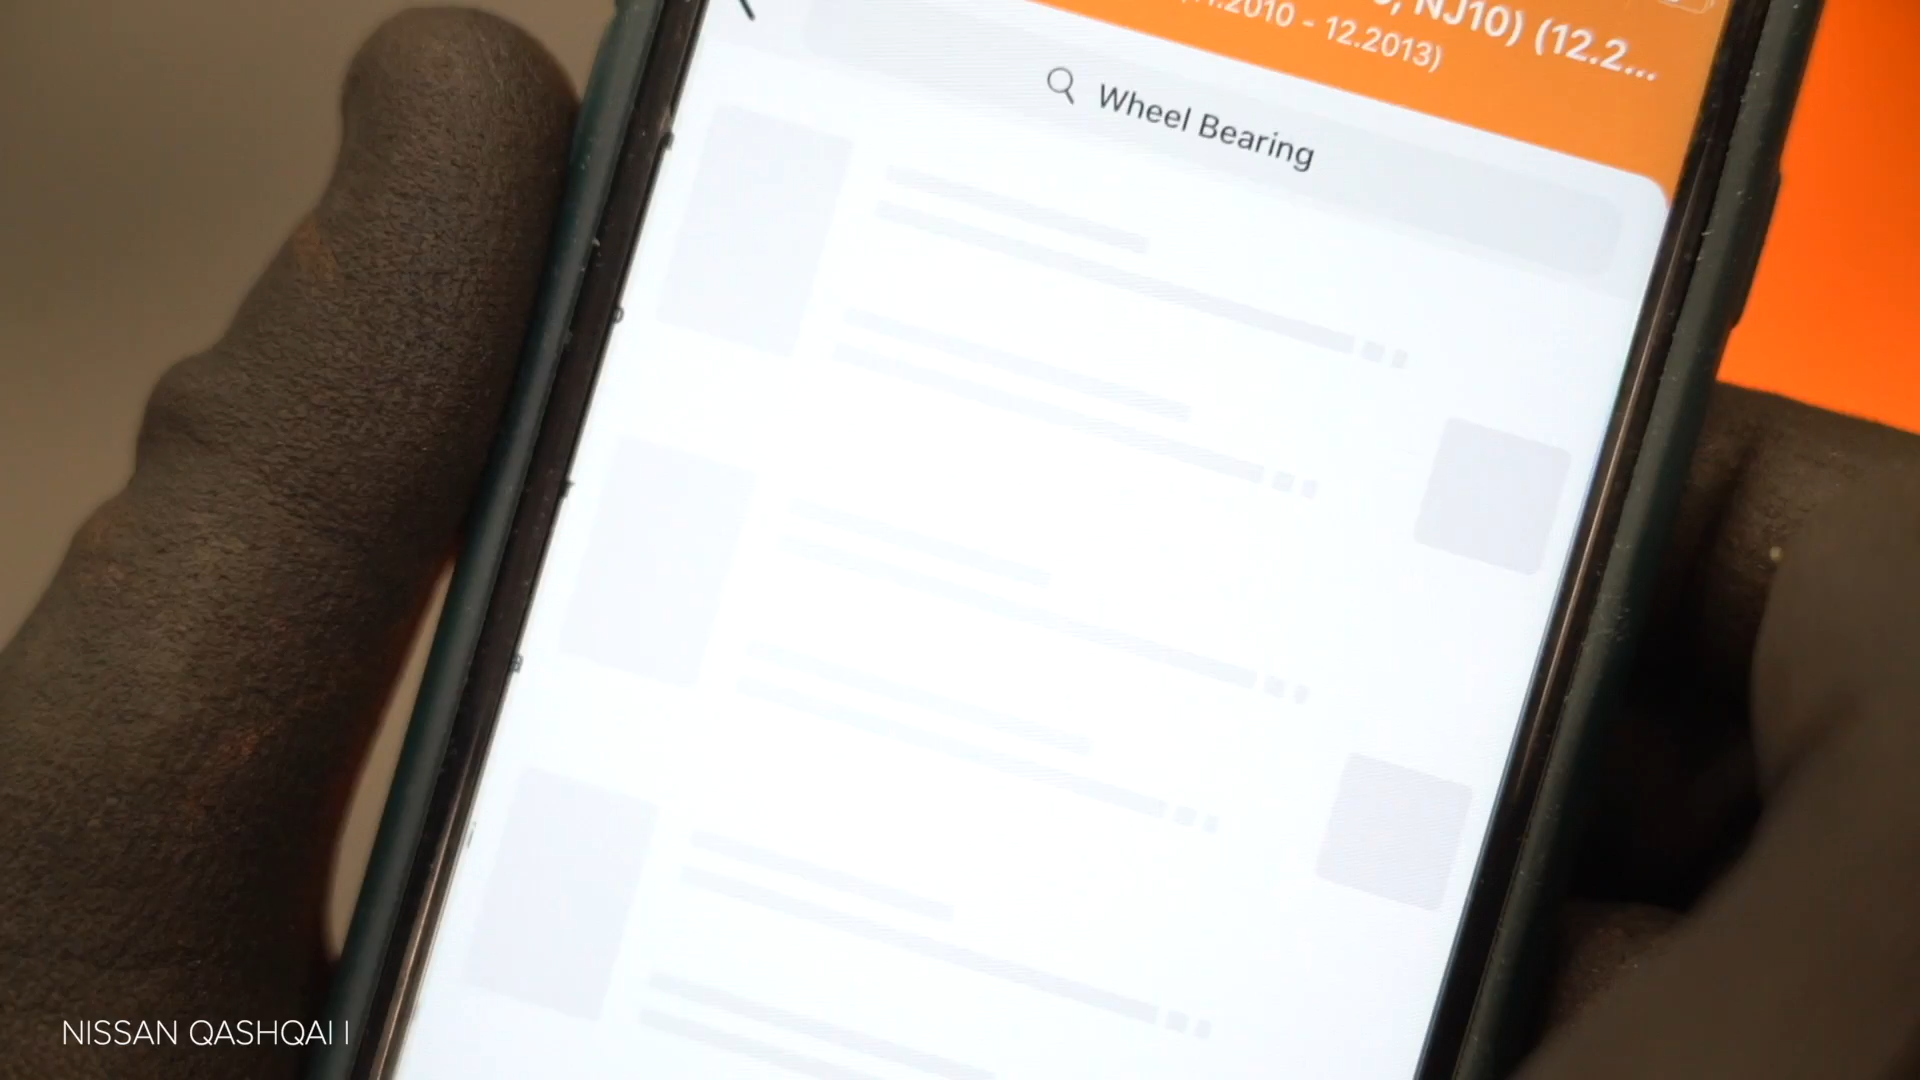 NJ10) (12.2...
.2010 - 12.2013)
Wheel Bearing
NISSAN QASHQAI I